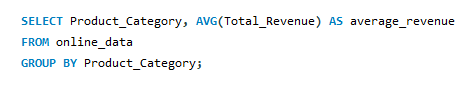 SELECT Product_Category, AVG(Total_Revenue) AS average_revenue
FROM online_data
GROUP BY Product_Category;